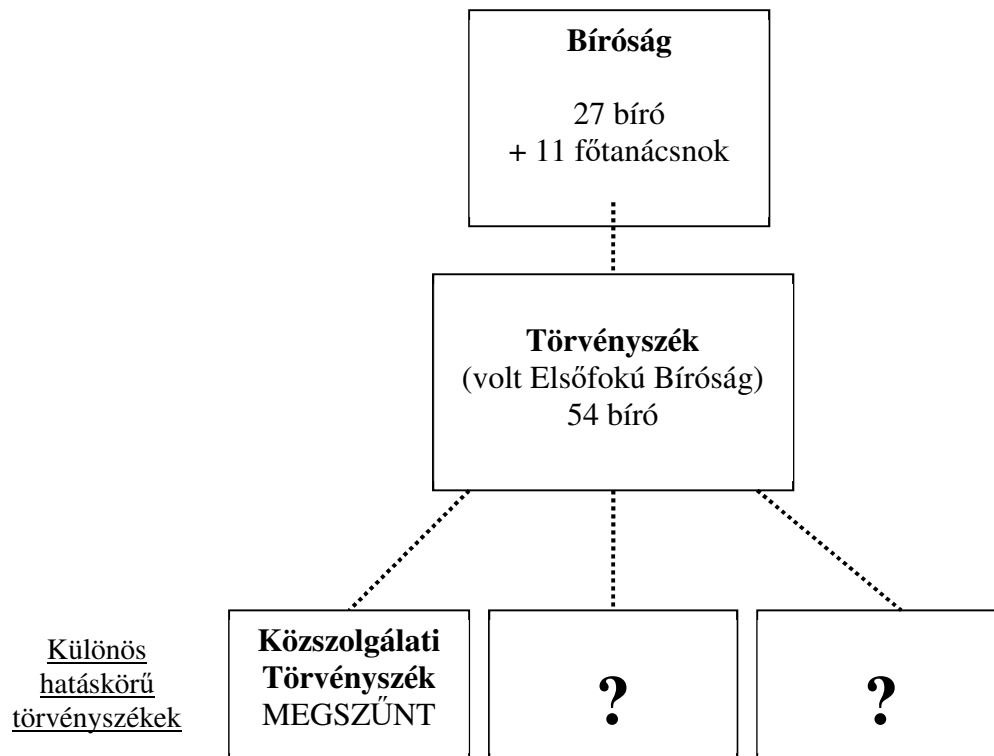 Bíróság
27 bíró
+ 11 főtanácsnok
Törvényszék
(volt Elsőfokú Bíróság)
54 bíró
Különös
hatáskörű
törvényszékek
Közszolgálati
Törvényszék
MEGSZŰNT
?
?